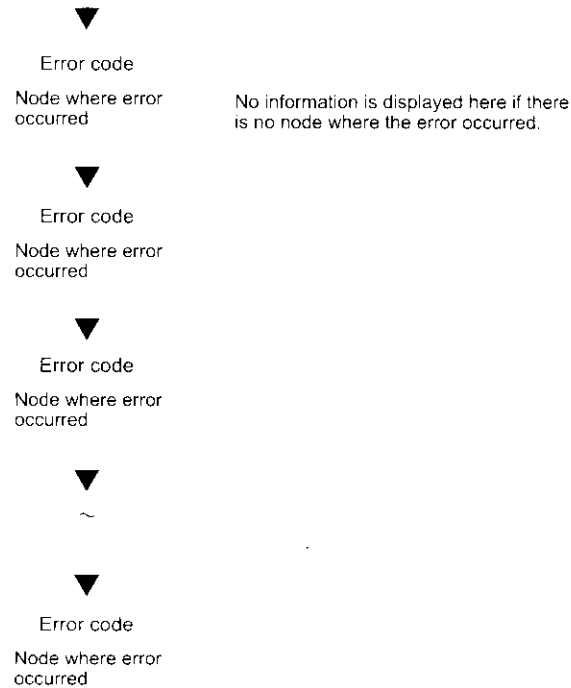 ▼
Error code
Node where error
occurred
No information is displayed here if there
is no node where the error occurred.
▼
Error code
Node where error
occurred
▼
Error code
Node where error
occurred
▼
~
▼
Error code
Node where error
occurred